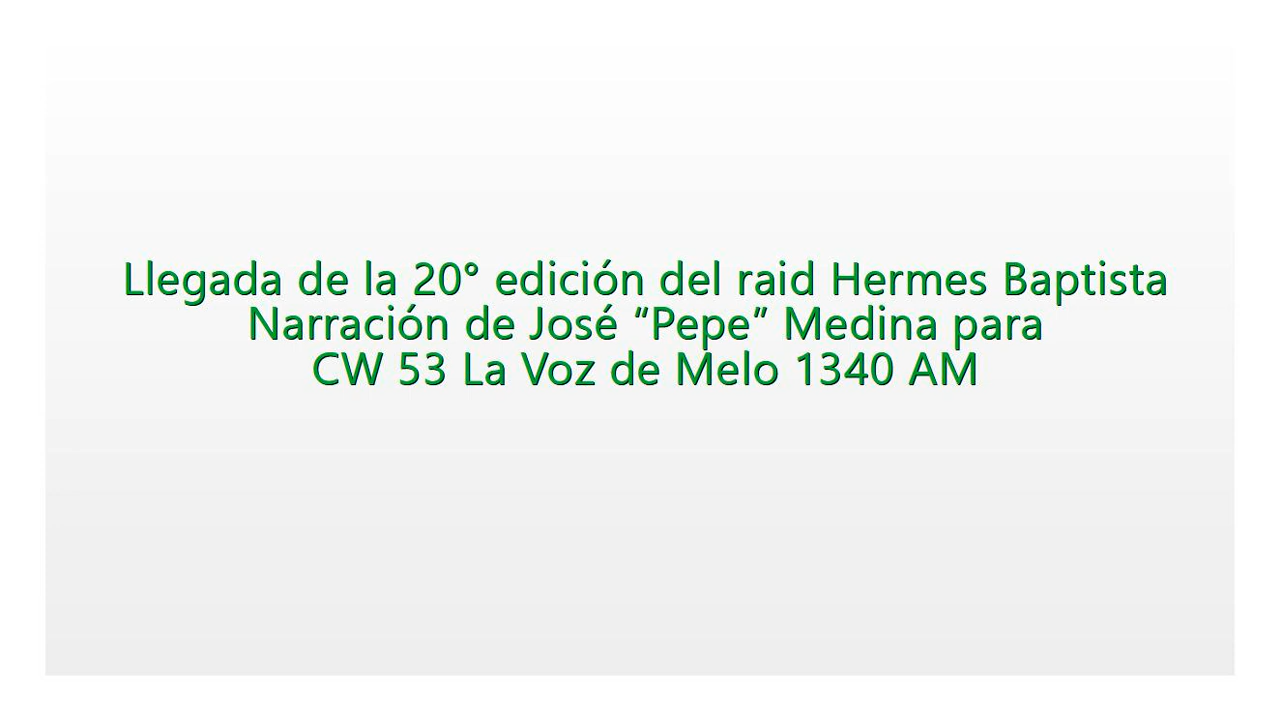 Llegada de la 20° edición del raid Hermes Baptista
Narración de José “Pepe” Medina para
CW 53 La Voz de Melo 1340 AM